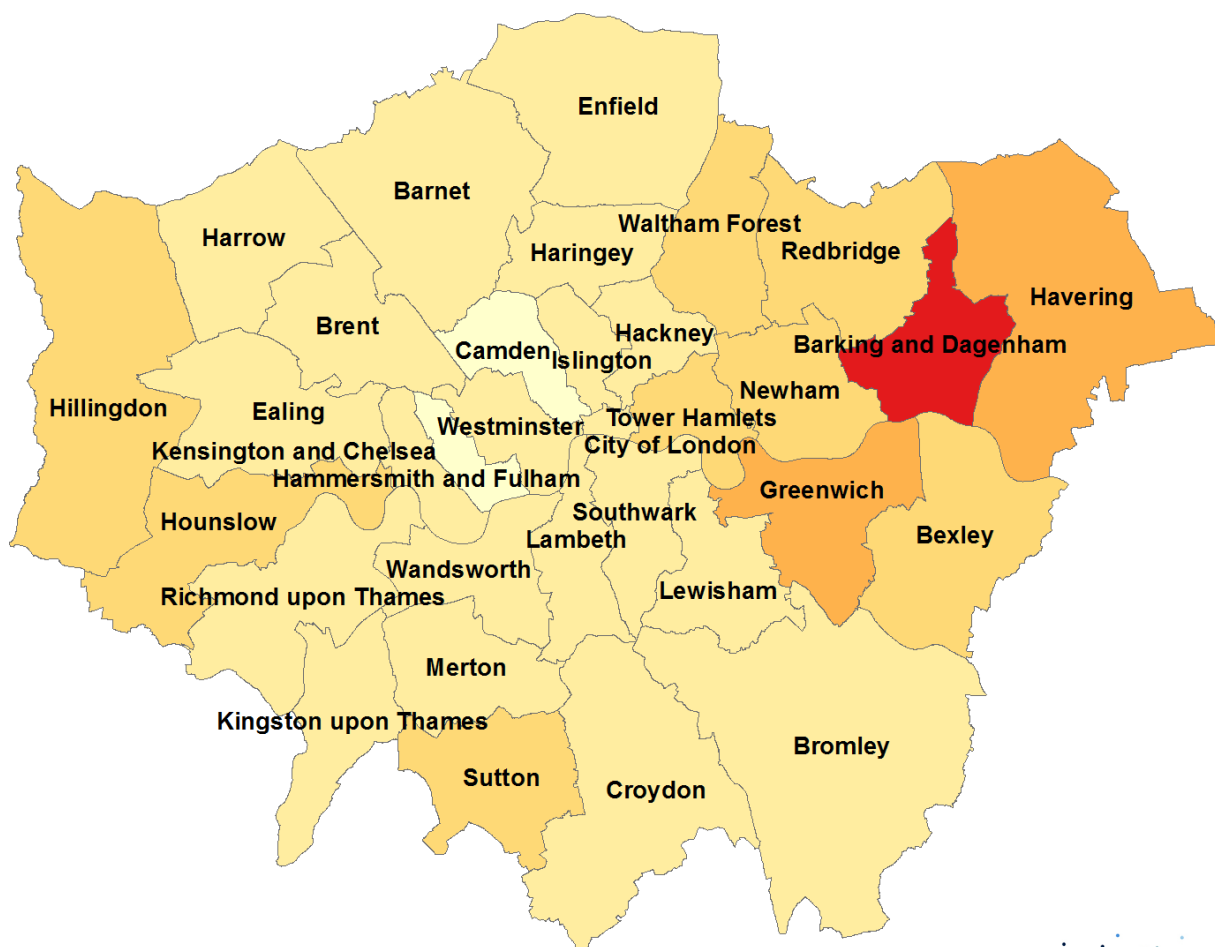 Enfield
Barnet
Waltham Forest
Harrow
Redbridge
Haringey
Havering
Brent
Hackney
Camden
Barking and Dagenham
Islington
Newham
Hillingdon
Ealing
Tower Hamlets
Westminster
City of London
Kensington and Chelsea
Hammersmith and Fulham
Greenwich
Southwark
Hounslow
Bexley
Lambeth
Wandsworth
Lewisham
Richmond upon Thames
Merton
Kingston upon Thames
Bromley
Sutton
Croydon